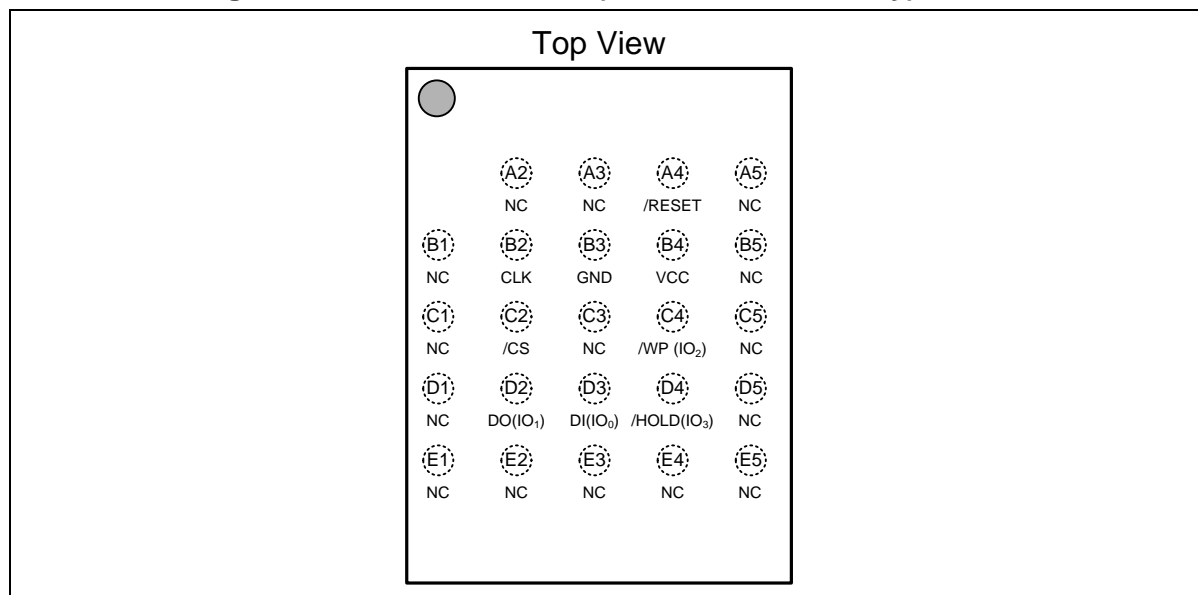 Top View
A2 A3 A4 A5
NC NC /RESET NC
B1 B2 B3 B4 B5
NC CLK GND VCC NC
C1 C2 C3 C4 C5
NC /CS NC /WP (IO₂) NC
D1 D2 D3 D4 D5
NC DO(IO₁) DI(IO₀) /HOLD(IO₃) NC
E1 E2 E3 E4 E5
NC NC NC NC NC